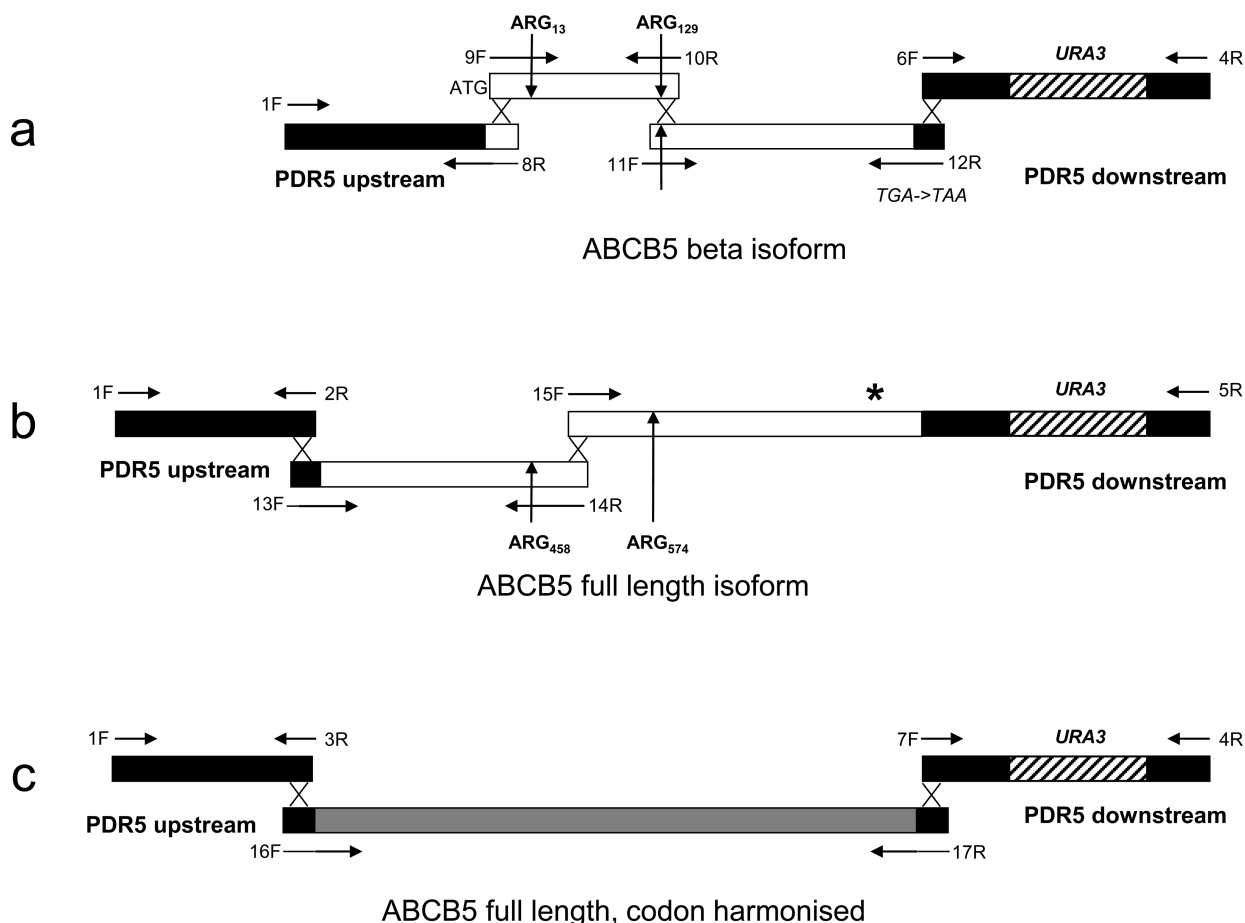 a
ARG13 ARG129
9F 10R 6F URA3 4R
ATG
1F
8R 11F 12R
PDR5 upstream PDR5 downstream
TGA->TAA
ABCB5 beta isoform
b
1F 2R 15F * URA3 5R
PDR5 upstream PDR5 downstream
13F 14R
ARG458 ARG574
ABCB5 full length isoform
c
1F 3R 7F URA3 4R
PDR5 upstream PDR5 downstream
16F 17R
ABCB5 full length, codon harmonised